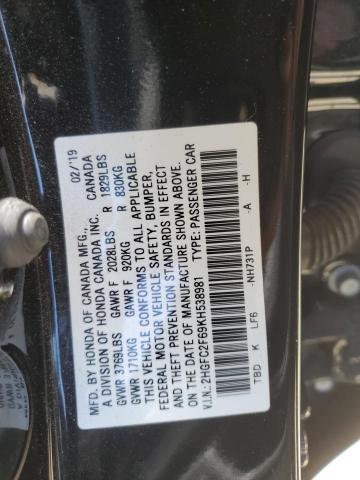 MFD. BY HONDA OF CANADA MFG., 02/'19
A DIVISION OF HONDA CANADA INC. CANADA
GVWR 3769LBS GAWR F 2028LBS R 1829LBS
GVWR 1710KG GAWR F 920KG R 830KG
THIS VEHICLE CONFORMS TO ALL APPLICABLE
FEDERAL MOTOR VEHICLE SAFETY, BUMPER,
AND THEFT PREVENTION STANDARDS IN EFFECT
ON THE DATE OF MANUFACTURE SHOWN ABOVE.
V.I.N.: 2HGFC2F69KH538981 TYPE: PASSENGER CAR
TBD K LF6 -NH731P -A -H